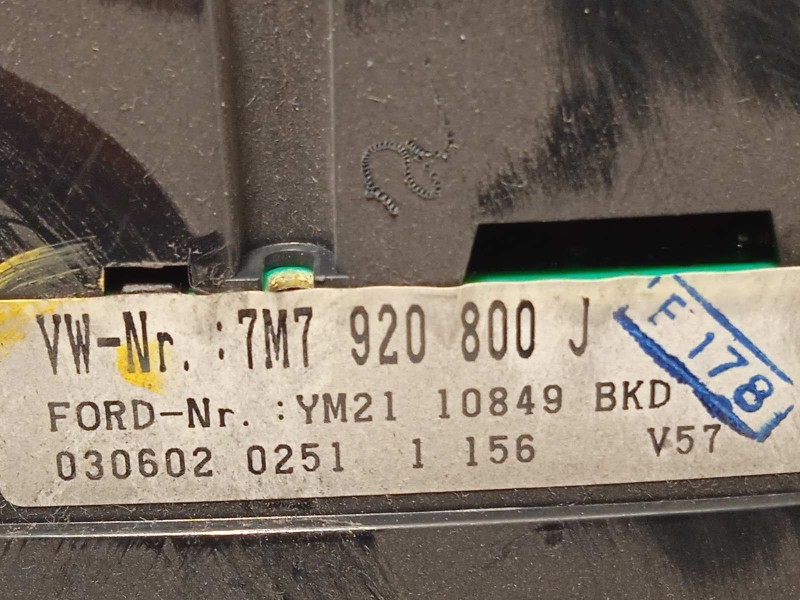 VW-Nr. :7M7 920 800 J
E 178
FORD-Nr. :YM21 10849 BKD
030602 0251 1 156 V57